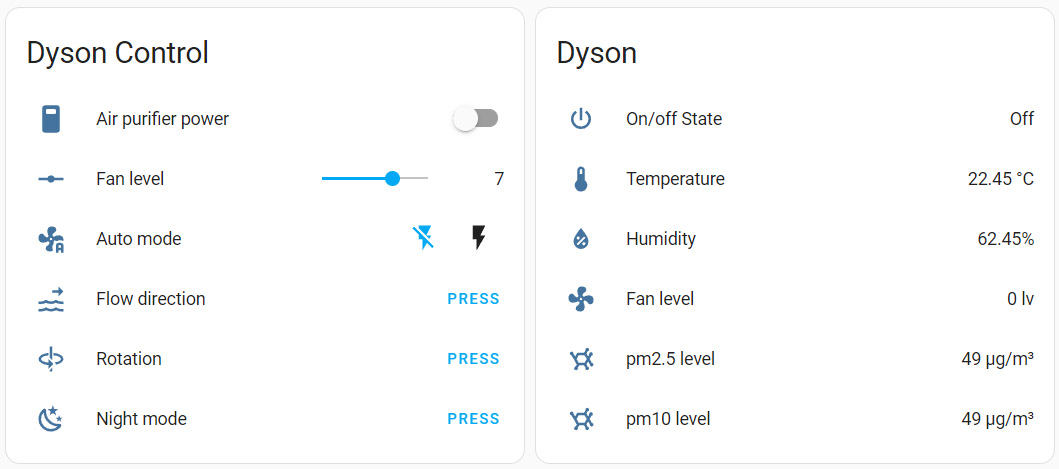 Dyson Control
Air purifier power
Fan level 7
Auto mode
Flow direction PRESS
Rotation PRESS
Night mode PRESS
Dyson
On/off State Off
Temperature 22.45 °C
Humidity 62.45%
Fan level 0 lv
pm2.5 level 49 µg/m³
pm10 level 49 µg/m³